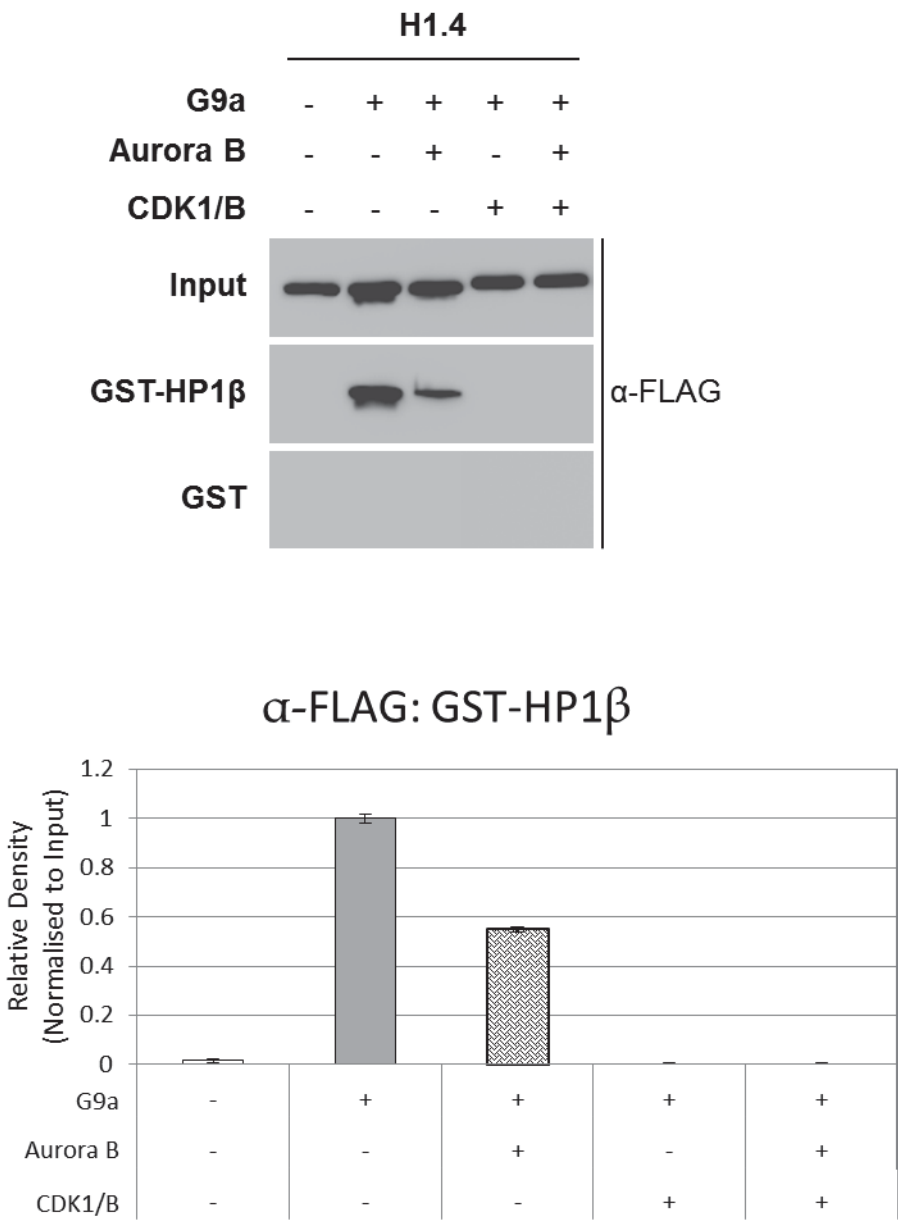 H1.4
G9a - + + + +
Aurora B - - + - +
CDK1/B - - - + +
Input
GST-HP1β α-FLAG
GST
α-FLAG: GST-HP1β
Relative Density
(Normalised to Input)
1.2
1
0.8
0.6
0.4
0.2
0
G9a - + + + +
Aurora B - - + - +
CDK1/B - - - + +